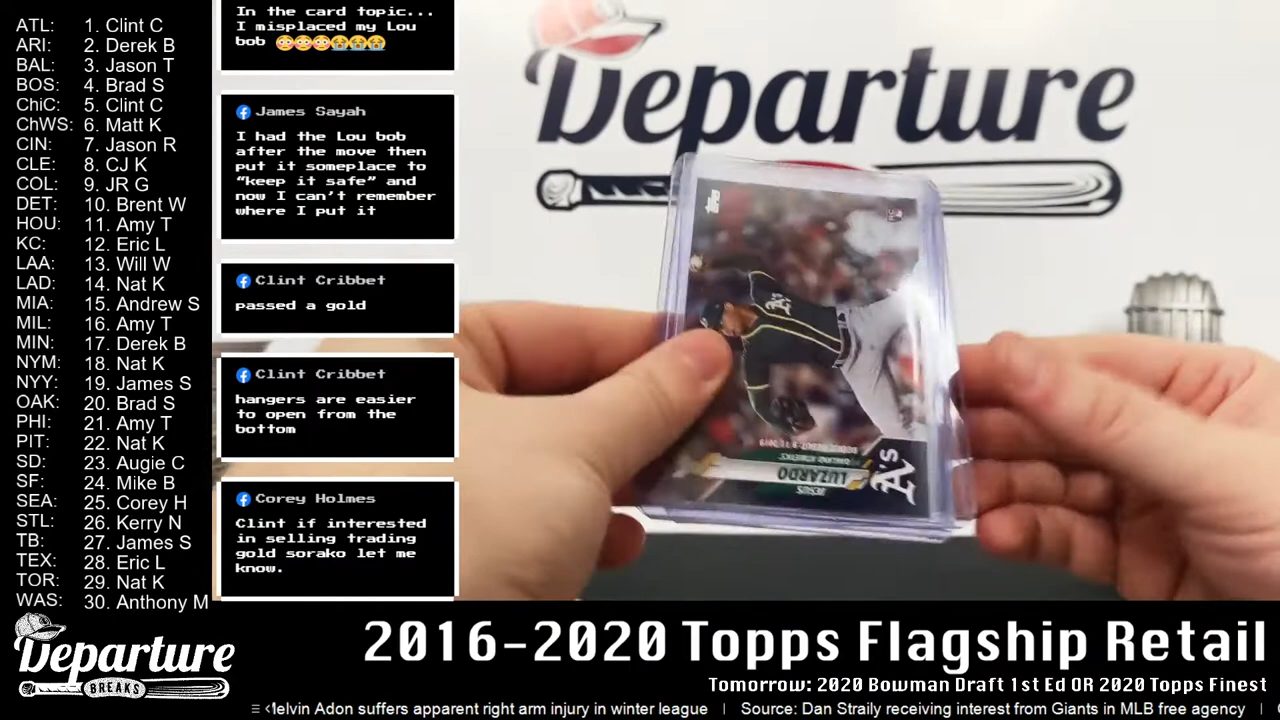 ATL: 1. Clint C
ARI: 2. Derek B
BAL: 3. Jason T
BOS: 4. Brad S
ChiC: 5. Clint C
ChWS: 6. Matt K
CIN: 7. Jason R
CLE: 8. CJ K
COL: 9. JR G
DET: 10. Brent W
HOU: 11. Amy T
KC: 12. Eric L
LAA: 13. Will W
LAD: 14. Nat K
MIA: 15. Andrew S
MIL: 16. Amy T
MIN: 17. Derek B
NYM: 18. Nat K
NYY: 19. James S
OAK: 20. Brad S
PHI: 21. Amy T
PIT: 22. Nat K
SD: 23. Augie C
SF: 24. Mike B
SEA: 25. Corey H
STL: 26. Kerry N
TB: 27. James S
TEX: 28. Eric L
TOR: 29. Nat K
WAS: 30. Anthony M
In the card topic...
I misplaced my Lou
bob 😳😳😳😭😭😭
James Sayah
I had the Lou bob
after the move then
put it someplace to
"keep it safe" and
now I can't remember
where I put it
Clint Cribbet
passed a gold
Clint Cribbet
hangers are easier
to open from the
bottom
Corey Holmes
Clint if interested
in selling trading
gold sorako let me
know.
Departure
topps
RC
A's
JESUS
LUZARDO
OAKLAND ATHLETICS
A's
Departure
BREAKS
2016-2020 Topps Flagship Retail
Tomorrow: 2020 Bowman Draft 1st Ed OR 2020 Topps Finest
Melvin Adon suffers apparent right arm injury in winter league | Source: Dan Straily receiving interest from Giants in MLB free agency |